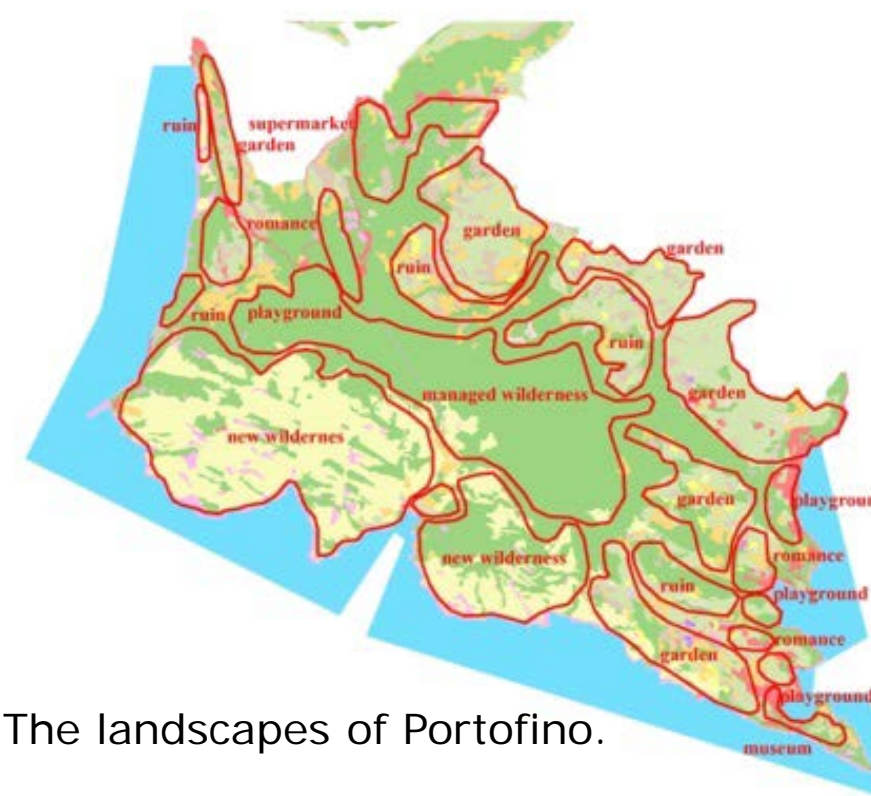 ruin
supermarket
garden
romance
garden
garden
ruin
ruin
playground
ruin
managed wilderness
garden
new wildernes
garden
playgroun
new wilderness
romance
ruin
playground
romance
garden
playground
The landscapes of Portofino.
museum